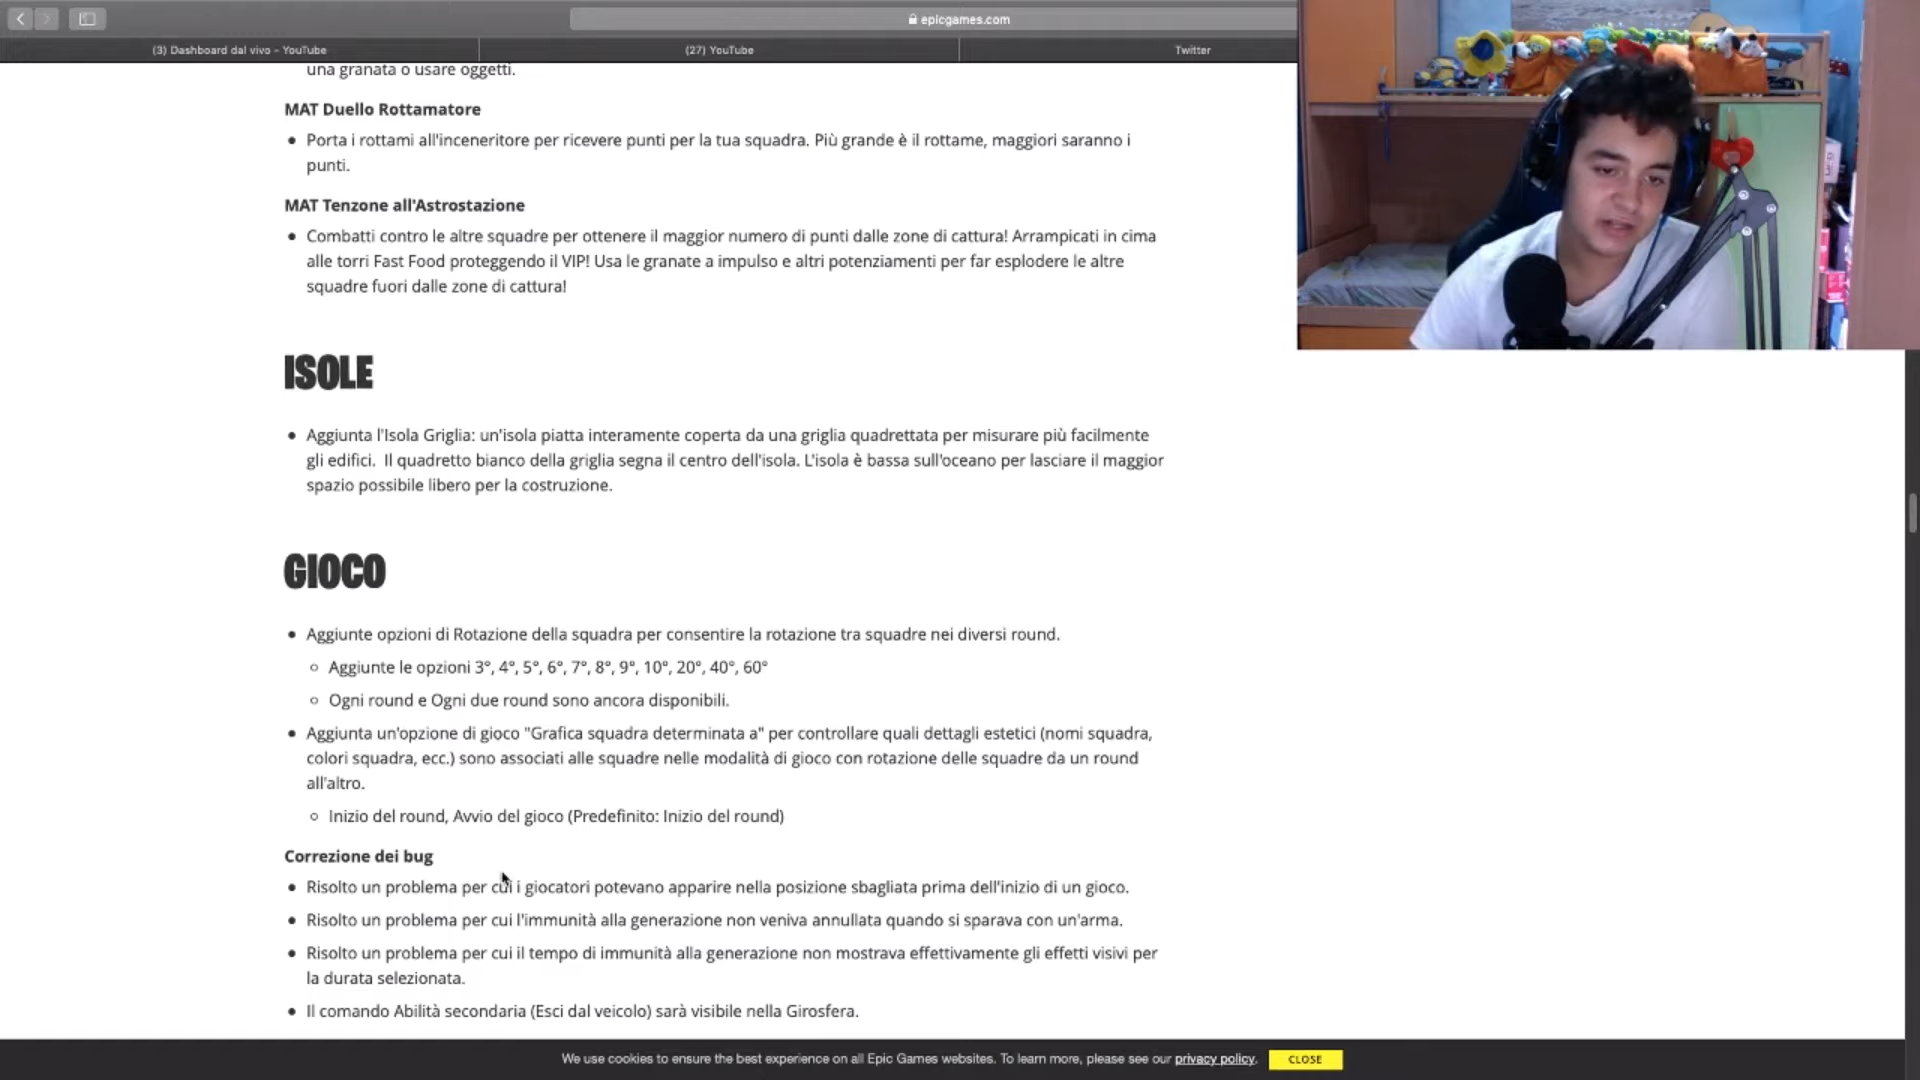 epicgames.com
(3) Dashboard dal vivo - YouTube
(27) YouTube
Twitter
una granata o usare oggetti.
MAT Duello Rottamatore
Porta i rottami all'inceneritore per ricevere punti per la tua squadra. Più grande è il rottame, maggiori saranno i
punti.
MAT Tenzone all'Astrostazione
Combatti contro le altre squadre per ottenere il maggior numero di punti dalle zone di cattura! Arrampicati in cima
alle torri Fast Food proteggendo il VIP! Usa le granate a impulso e altri potenziamenti per far esplodere le altre
squadre fuori dalle zone di cattura!
ISOLE
Aggiunta l'Isola Griglia: un'isola piatta interamente coperta da una griglia quadrettata per misurare più facilmente
gli edifici. Il quadretto bianco della griglia segna il centro dell'isola. L'isola è bassa sull'oceano per lasciare il maggior
spazio possibile libero per la costruzione.
GIOCO
Aggiunte opzioni di Rotazione della squadra per consentire la rotazione tra squadre nei diversi round.
Aggiunte le opzioni 3°, 4°, 5°, 6°, 7°, 8°, 9°, 10°, 20°, 40°, 60°
Ogni round e Ogni due round sono ancora disponibili.
Aggiunta un'opzione di gioco "Grafica squadra determinata a" per controllare quali dettagli estetici (nomi squadra,
colori squadra, ecc.) sono associati alle squadre nelle modalità di gioco con rotazione delle squadre da un round
all'altro.
Inizio del round, Avvio del gioco (Predefinito: Inizio del round)
Correzione dei bug
Risolto un problema per cui i giocatori potevano apparire nella posizione sbagliata prima dell'inizio di un gioco.
Risolto un problema per cui l'immunità alla generazione non veniva annullata quando si sparava con un'arma.
Risolto un problema per cui il tempo di immunità alla generazione non mostrava effettivamente gli effetti visivi per
la durata selezionata.
Il comando Abilità secondaria (Esci dal veicolo) sarà visibile nella Girosfera.
We use cookies to ensure the best experience on all Epic Games websites. To learn more, please see our privacy policy.
CLOSE